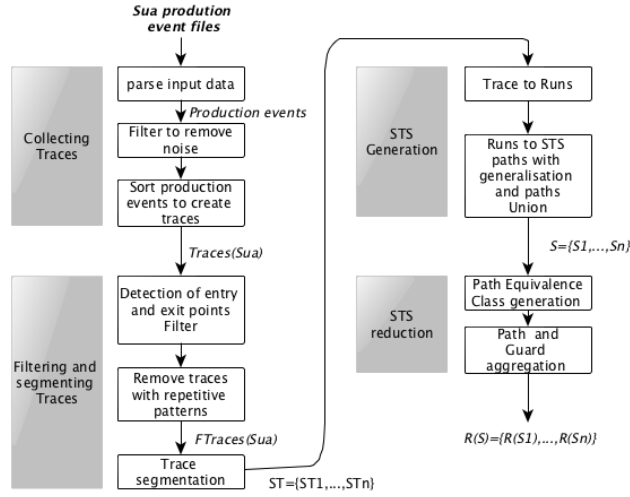 Sua prodution
event files
Collecting
Traces
parse input data
Production events
Filter to remove
noise
Sort production
events to create
traces
Traces(Sua)
Filtering and
segmenting
Traces
Detection of entry
and exit points
Filter
Remove traces
with repetitive
patterns
FTraces(Sua)
Trace
segmentation
ST={ST1,...,STn}
STS
Generation
Trace to Runs
Runs to STS
paths with
generalisation
and paths
Union
S={S1,...,Sn}
STS
reduction
Path Equivalence
Class generation
Path and
Guard
aggregation
R(S)={R(S1),...,R(Sn)}